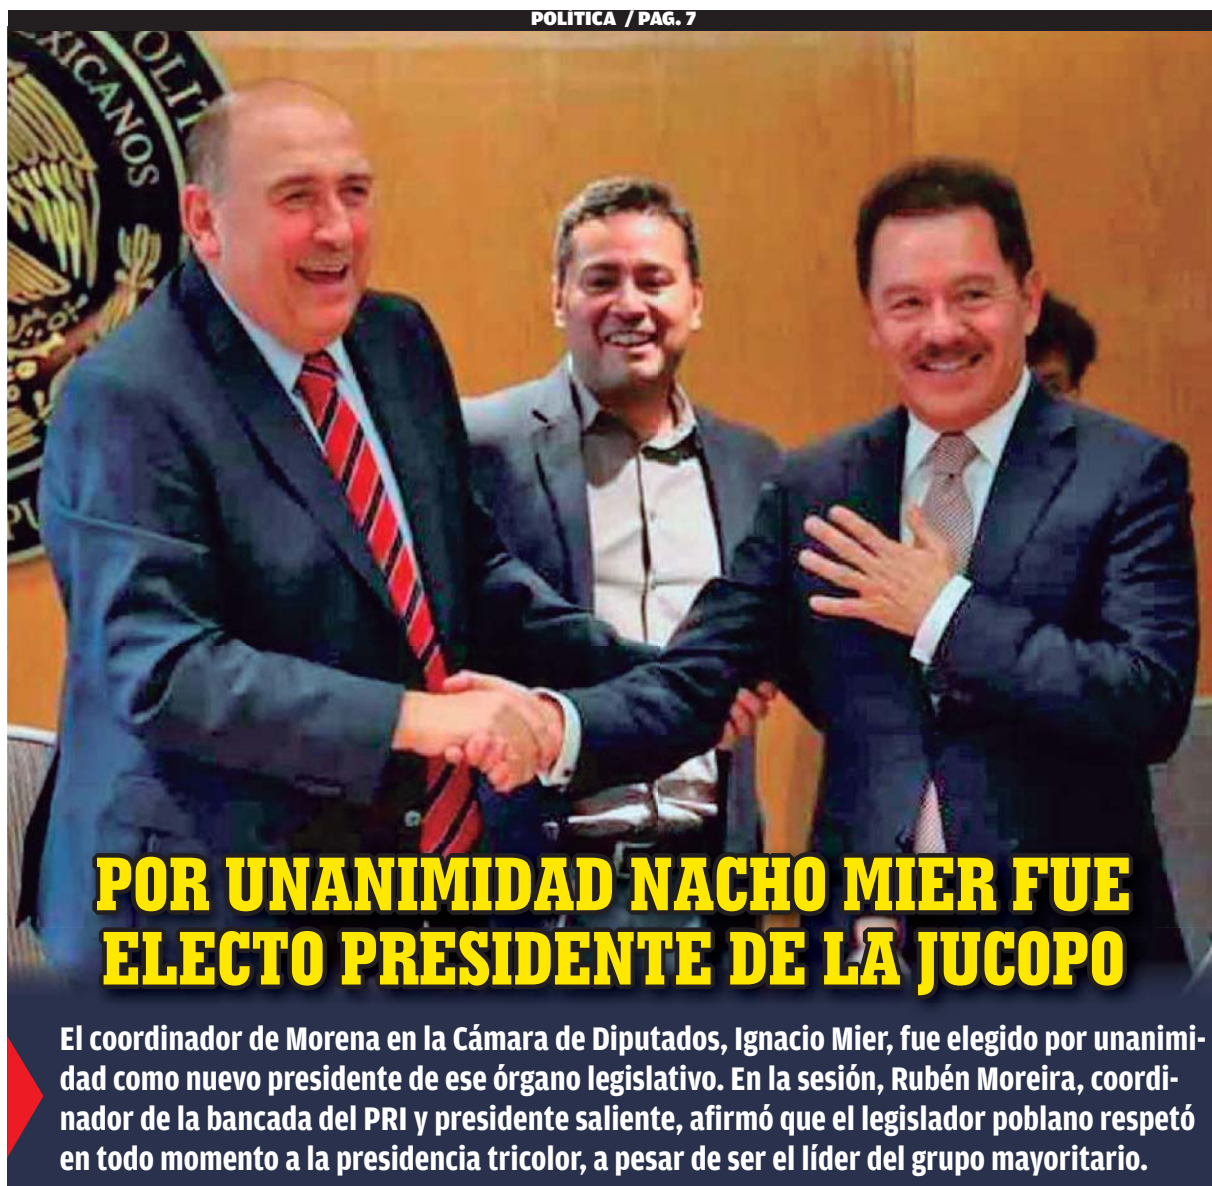 POLÍTICA / PAG. 7
OLIT
XICANOS
PU
POR UNANIMIDAD NACHO MIER FUE
ELECTO PRESIDENTE DE LA JUCOPO
El coordinador de Morena en la Cámara de Diputados, Ignacio Mier, fue elegido por unanimi-
dad como nuevo presidente de ese órgano legislativo. En la sesión, Rubén Moreira, coordi-
nador de la bancada del PRI y presidente saliente, afirmó que el legislador poblano respetó
en todo momento a la presidencia tricolor, a pesar de ser el líder del grupo mayoritario.